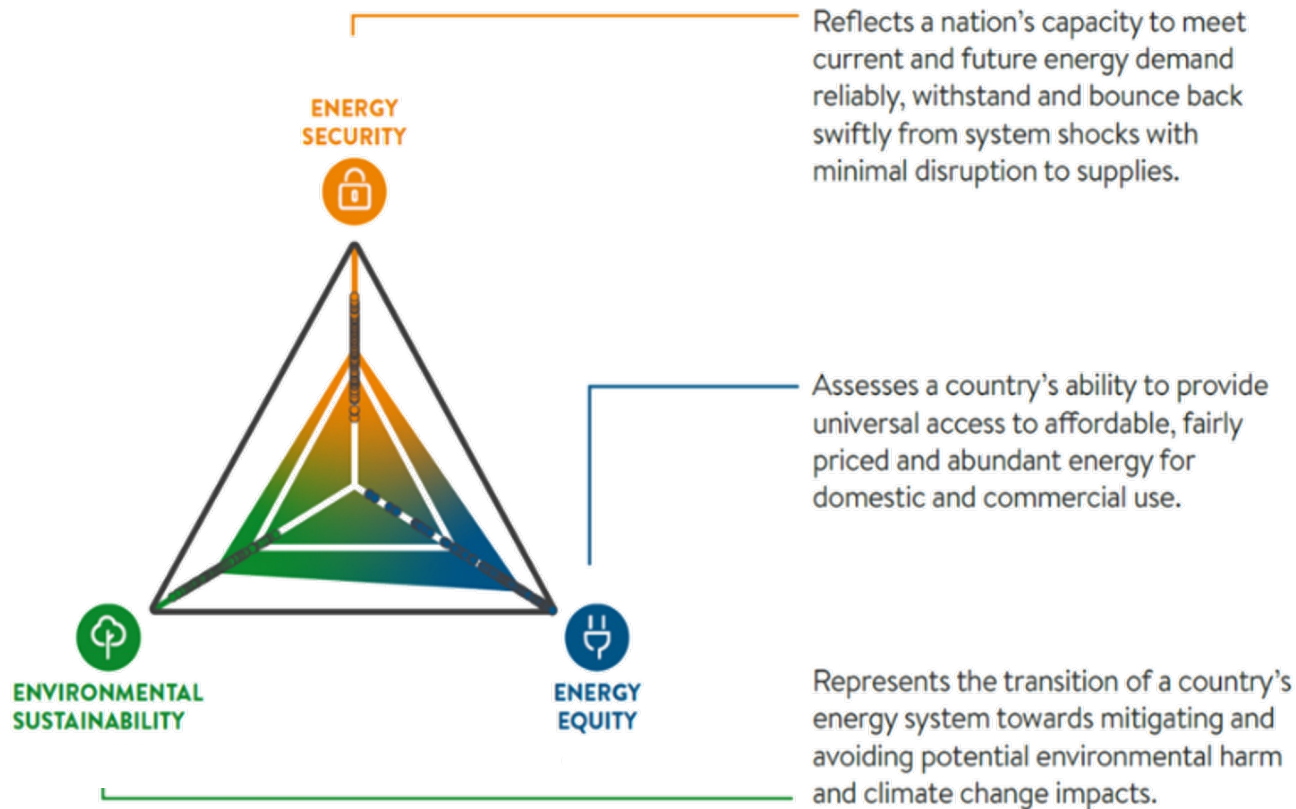 Reflects a nation's capacity to meet
current and future energy demand
reliably, withstand and bounce back
swiftly from system shocks with
minimal disruption to supplies.
ENERGY
SECURITY
Assesses a country's ability to provide
universal access to affordable, fairly
priced and abundant energy for
domestic and commercial use.
ENVIRONMENTAL
SUSTAINABILITY
ENERGY
EQUITY
Represents the transition of a country's
energy system towards mitigating and
avoiding potential environmental harm
and climate change impacts.